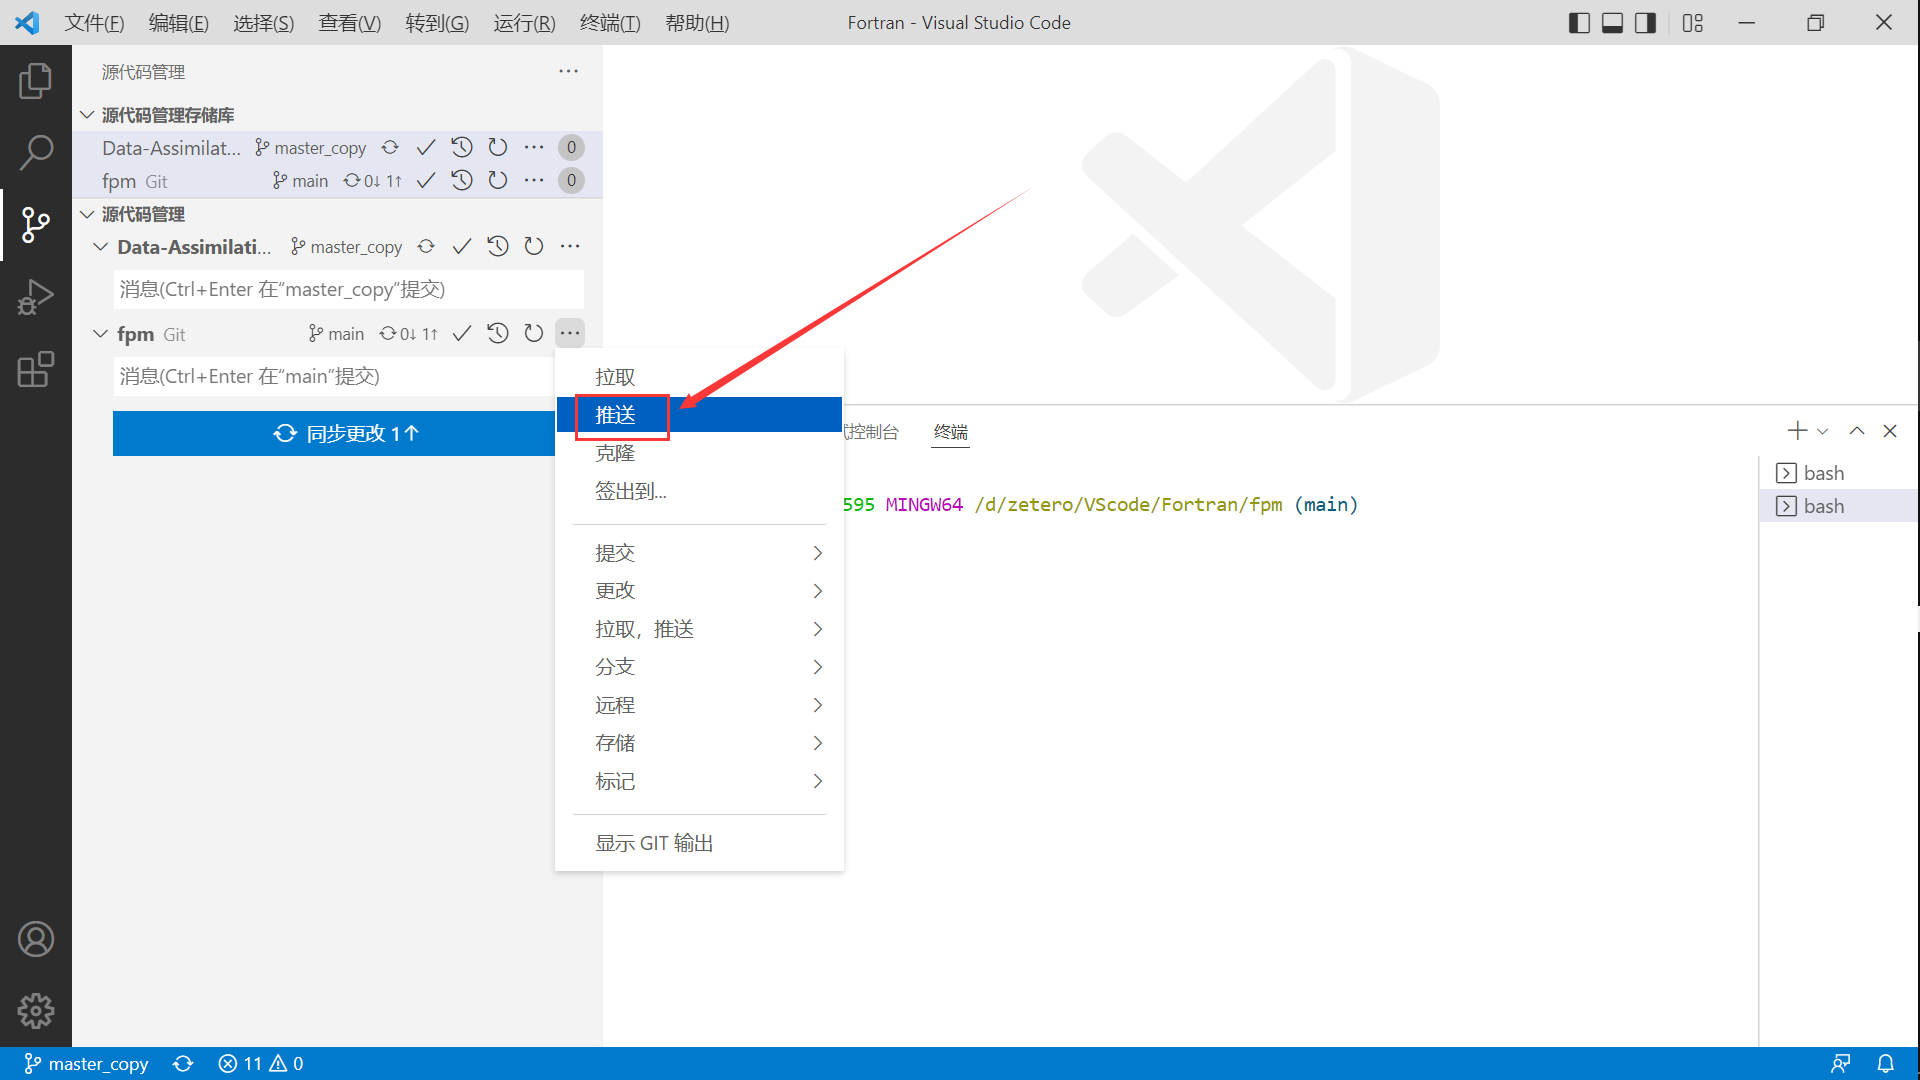 文件(F) 编辑(E) 选择(S) 查看(V) 转到(G) 运行(R) 终端(T) 帮助(H) Fortran - Visual Studio Code
源代码管理
源代码管理存储库
Data-Assimilat... master_copy 0
fpm Git main 0↓ 1↑ 0
源代码管理
Data-Assimilati... master_copy
消息(Ctrl+Enter 在“master_copy”提交)
fpm Git main 0↓ 1↑
消息(Ctrl+Enter 在“main”提交)
同步更改 1↑
拉取
推送
克隆
签出到...
提交
更改
拉取，推送
分支
远程
存储
标记
显示 GIT 输出
控制台 终端
595 MINGW64 /d/zetero/VScode/Fortran/fpm (main)
bash
bash
master_copy 11 0